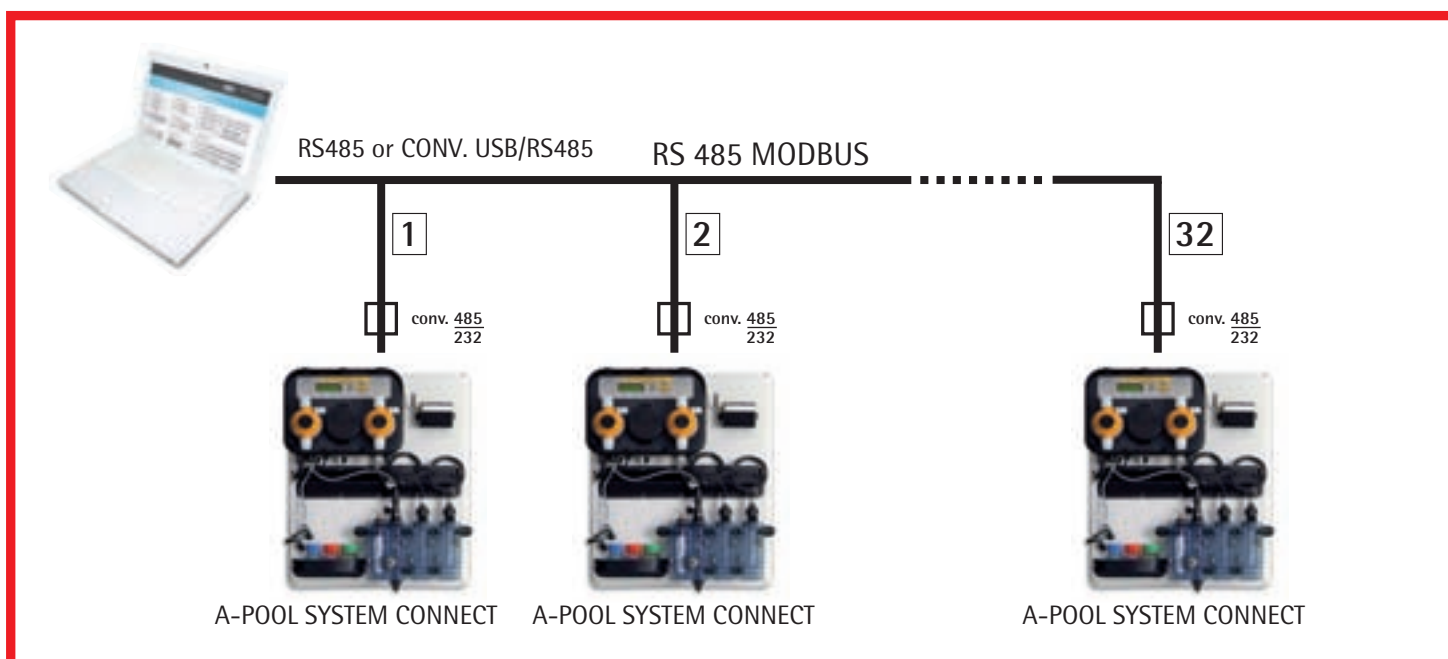 RS485 or CONV. USB/RS485
RS 485 MODBUS
1
2
32
conv. 485
232
conv. 485
232
conv. 485
232
A-POOL SYSTEM CONNECT
A-POOL SYSTEM CONNECT
A-POOL SYSTEM CONNECT